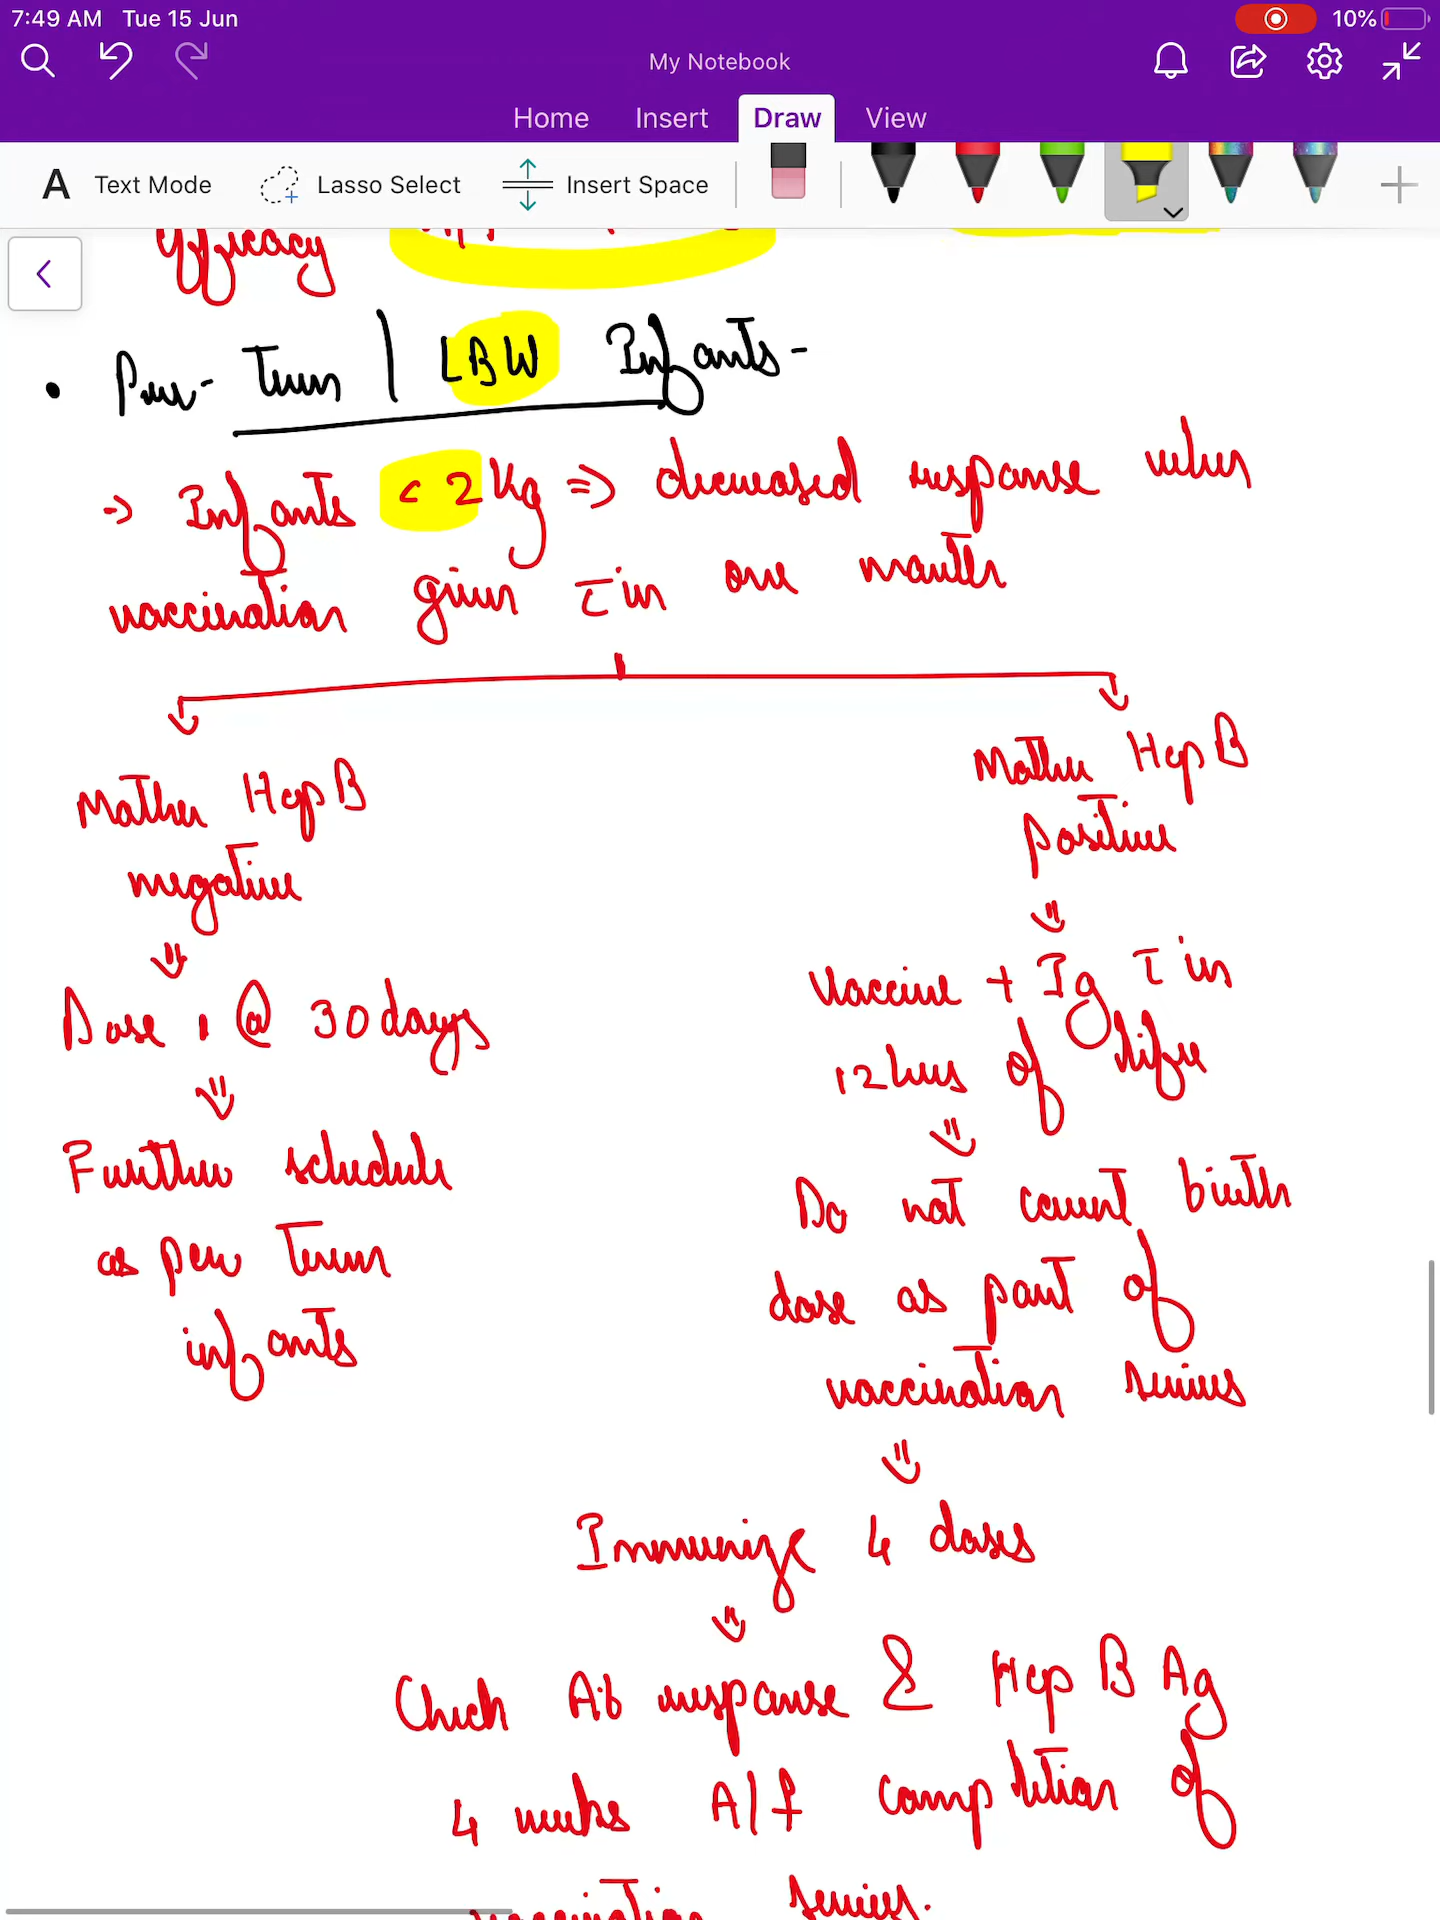 7:49 AM Tue 15 Jun
10%
My Notebook
Home Insert Draw View
A Text Mode Lasso Select Insert Space
Efficacy
• Pre-Term / LBW Infants -
→ Infants < 2 Kg ⇒ decreased response when
vaccination given c̄ in one month
Mother Hep B
negative
⇓
Dose 1 @ 30 days
⇓
Further schedule
as per term
infants
Mother Hep B
positive
⇓
Vaccine + Ig c̄ in
12 hrs of life
⇓
Do not count birth
dose as part of
vaccination series
⇓
Immunize 4 doses
⇓
Check Ab response & Hep B Ag
4 weeks A/f completion of
vaccination series.